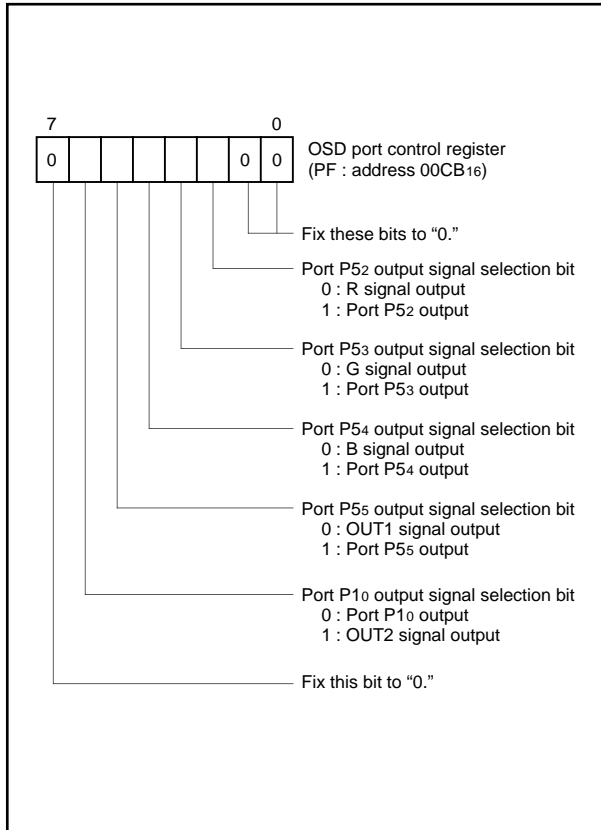 7 0
0 0 0
OSD port control register
(PF : address 00CB16)
Fix these bits to “0.”
Port P52 output signal selection bit
0 : R signal output
1 : Port P52 output
Port P53 output signal selection bit
0 : G signal output
1 : Port P53 output
Port P54 output signal selection bit
0 : B signal output
1 : Port P54 output
Port P55 output signal selection bit
0 : OUT1 signal output
1 : Port P55 output
Port P10 output signal selection bit
0 : Port P10 output
1 : OUT2 signal output
Fix this bit to “0.”